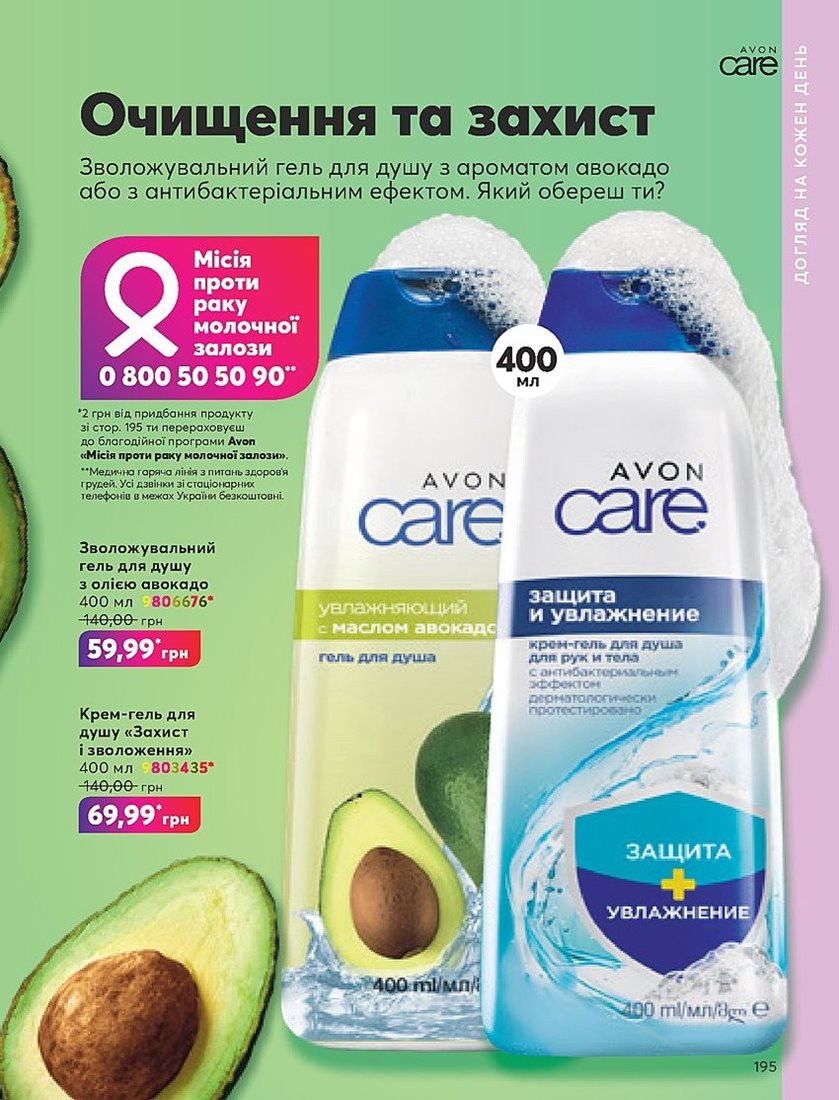 AVON
care
ДОГЛЯД НА КОЖЕН ДЕНЬ
Очищення та захист
Зволожувальний гель для душу з ароматом авокадо
або з антибактеріальним ефектом. Який обереш ти?
Місія
проти
раку
молочної
залози
0 800 50 50 90**
*2 грн від придбання продукту
зі стор. 195 ти перераховуєш
до благодійної програми Avon
«Місія проти раку молочної залози».
**Медична гаряча лінія з питань здоров'я
грудей. Усі дзвінки зі стаціонарних
телефонів в межах України безкоштовні.
Зволожувальний
гель для душу
з олією авокадо
400 мл 9806676*
140,00 грн
59,99* грн
Крем-гель для
душу «Захист
і зволоження»
400 мл 9803435*
140,00 грн
69,99* грн
400
мл
AVON
care
увлажняющий
с маслом авокадо
гель для душа
400 ml/мл/
AVON
care
защита
и увлажнение
крем-гель для душа
для рук и тела
с антибактериальным
эффектом
дерматологически
протестировано
ЗАЩИТА
+
УВЛАЖНЕНИЕ
400 ml/мл/მლ ℮
195